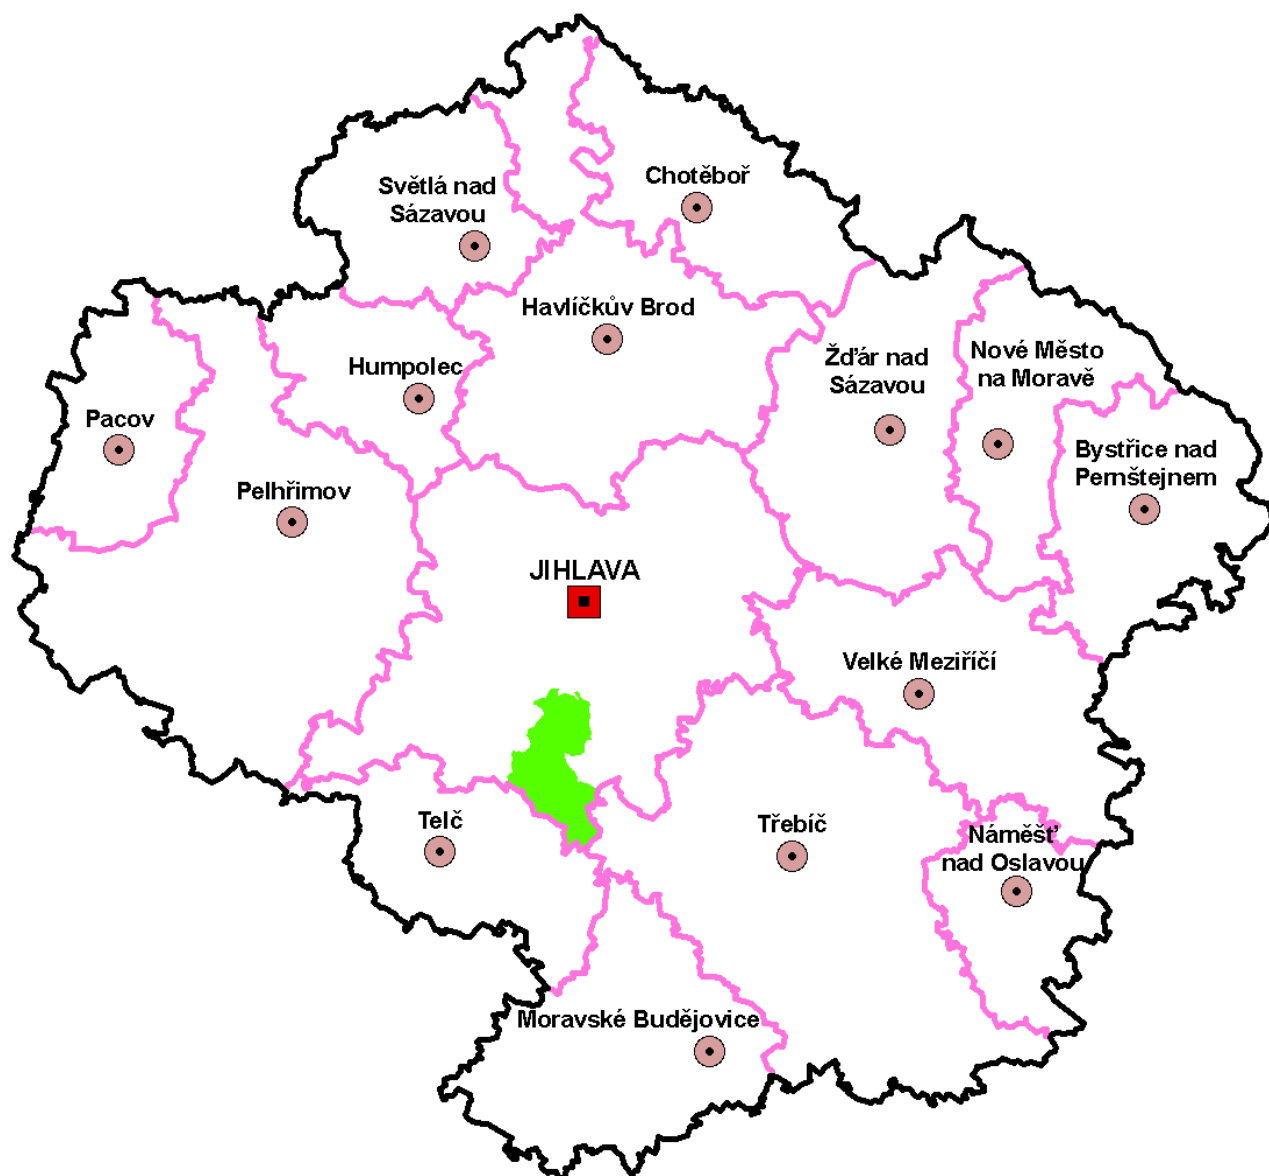 Chotěboř
Světlá nad
Sázavou
Havlíčkův Brod
Humpolec
Žďár nad
Sázavou
Nové Město
na Moravě
Pacov
Bystřice nad
Pernštejnem
Pelhřimov
JIHLAVA
Velké Meziříčí
Telč
Třebíč
Náměšť
nad Oslavou
Moravské Budějovice